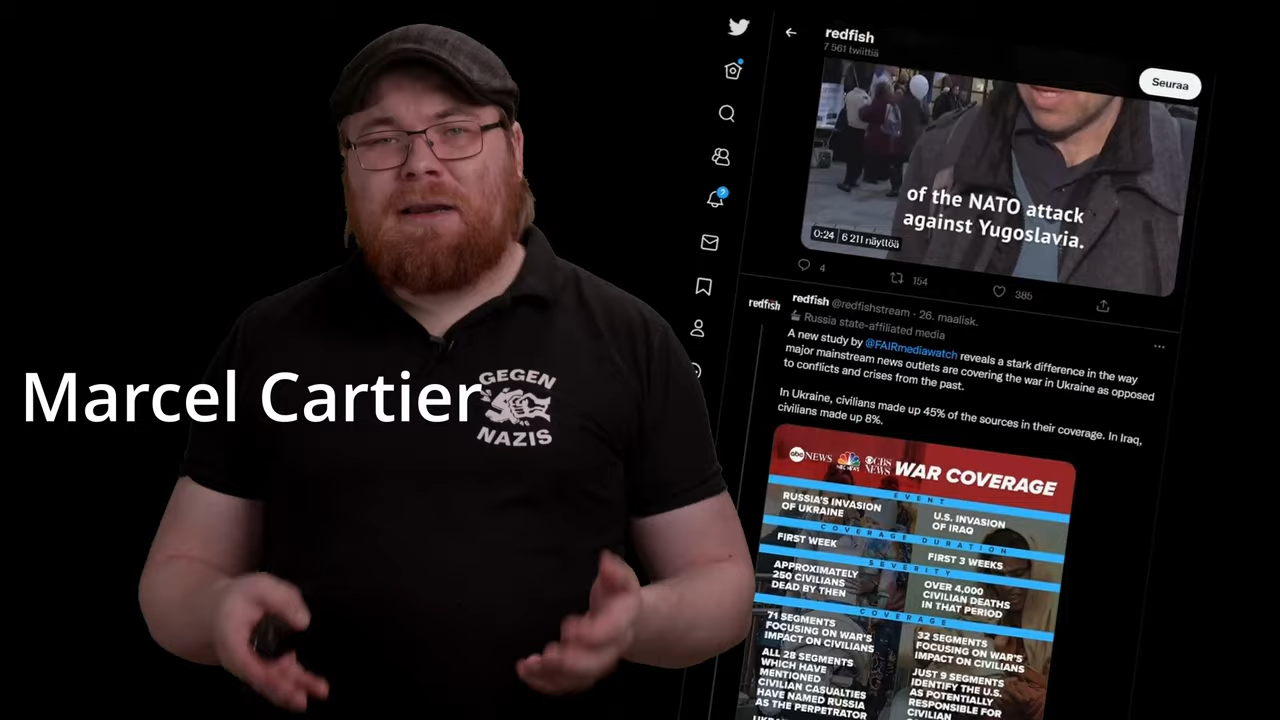 redfish
7 561 twiittiä
Seuraa
of the NATO attack
against Yugoslavia.
0:24 6 211 näyttöä
4 154 385
2
Marcel Cartier
GEGEN
NAZIS
redfish
redfish @redfishstream · 26. maalisk.
Russia state-affiliated media
A new study by @FAIRmediawatch reveals a stark difference in the way
major mainstream news outlets are covering the war in Ukraine as opposed
to conflicts and crises from the past.
In Ukraine, civilians made up 45% of the sources in their coverage. In Iraq,
civilians made up 8%.
abc NEWS NBC NEWS CBS NEWS WAR COVERAGE
EVENT
RUSSIA'S INVASION
OF UKRAINE
U.S. INVASION
OF IRAQ
COVERAGE DURATION
FIRST WEEK
FIRST 3 WEEKS
SEVERITY
APPROXIMATELY
250 CIVILIANS
DEAD BY THEN
OVER 4,000
CIVILIAN DEATHS
IN THAT PERIOD
COVERAGE
71 SEGMENTS
FOCUSING ON WAR'S
IMPACT ON CIVILIANS
32 SEGMENTS
FOCUSING ON WAR'S
IMPACT ON CIVILIANS
ALL 28 SEGMENTS
WHICH HAVE
MENTIONED
CIVILIAN CASUALTIES
HAVE NAMED RUSSIA
AS THE PERPETRATOR
JUST 9 SEGMENTS
IDENTIFY THE U.S.
AS POTENTIALLY
RESPONSIBLE FOR
CIVILIAN